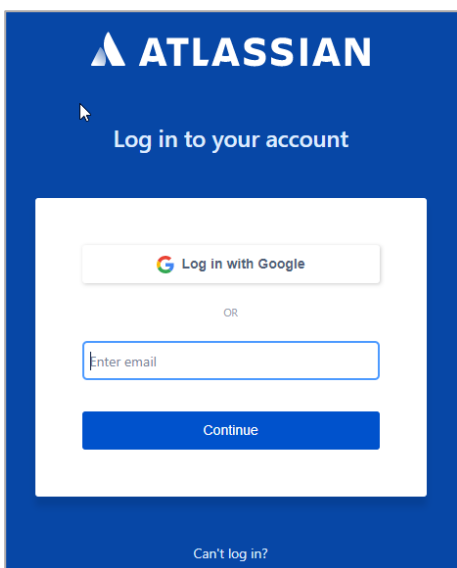 ATLASSIAN
Log in to your account
Log in with Google
OR
Enter email
Continue
Can't log in?